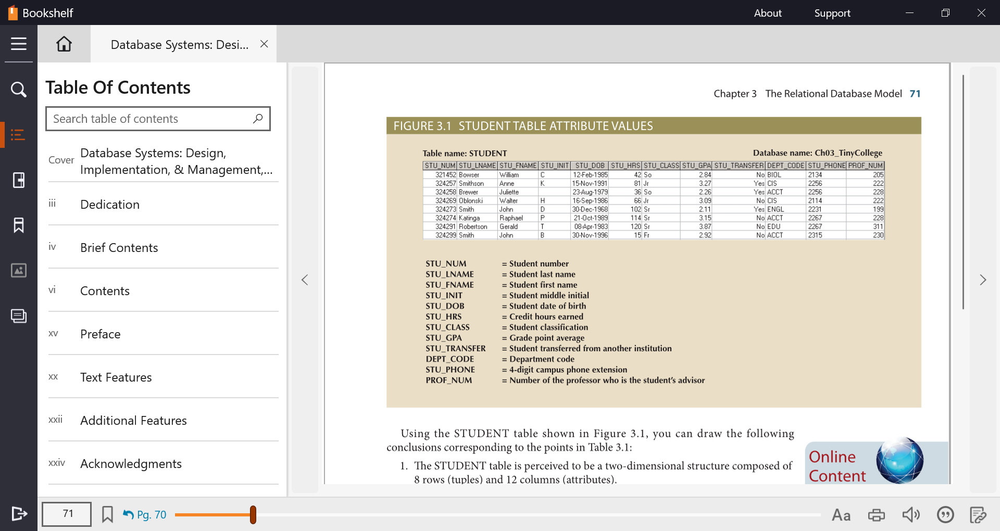 Bookshelf
About
Support
Database Systems: Desi...
Table Of Contents
Search table of contents
Cover
Database Systems: Design,
Implementation, & Management,...
iii Dedication
iv Brief Contents
vi Contents
xv Preface
xx Text Features
xxii Additional Features
xxiv Acknowledgments
Chapter 3 The Relational Database Model 71
FIGURE 3.1 STUDENT TABLE ATTRIBUTE VALUES
Table name: STUDENT Database name: Ch03_TinyCollege
STU_NUM STU_LNAME STU_FNAME STU_INIT STU_DOB STU_HRS STU_CLASS STU_GPA STU_TRANSFER DEPT_CODE STU_PHONE PROF_NUM
321452 Bowser William C 12-Feb-1985 42 So 2.84 No BIOL 2134 205
324257 Smithson Anne K 15-Nov-1991 81 Jr 3.27 Yes CIS 2256 222
324258 Brewer Juliette 23-Aug-1979 36 So 2.26 Yes ACCT 2256 228
324269 Oblonski Walter H 16-Sep-1986 66 Jr 3.09 No CIS 2114 222
324273 Smith John D 30-Dec-1968 102 Sr 2.11 Yes ENGL 2231 199
324274 Katinga Raphael P 21-Oct-1989 114 Sr 3.15 No ACCT 2267 228
324291 Robertson Gerald T 08-Apr-1983 120 Sr 3.87 No EDU 2267 311
324299 Smith John B 30-Nov-1996 15 Fr 2.92 No ACCT 2315 230
STU_NUM = Student number
STU_LNAME = Student last name
STU_FNAME = Student first name
STU_INIT = Student middle initial
STU_DOB = Student date of birth
STU_HRS = Credit hours earned
STU_CLASS = Student classification
STU_GPA = Grade point average
STU_TRANSFER = Student transferred from another institution
DEPT_CODE = Department code
STU_PHONE = 4-digit campus phone extension
PROF_NUM = Number of the professor who is the student's advisor
Using the STUDENT table shown in Figure 3.1, you can draw the following
conclusions corresponding to the points in Table 3.1:
1. The STUDENT table is perceived to be a two-dimensional structure composed of
8 rows (tuples) and 12 columns (attributes).
Online
Content
71
Pg. 70
Aa